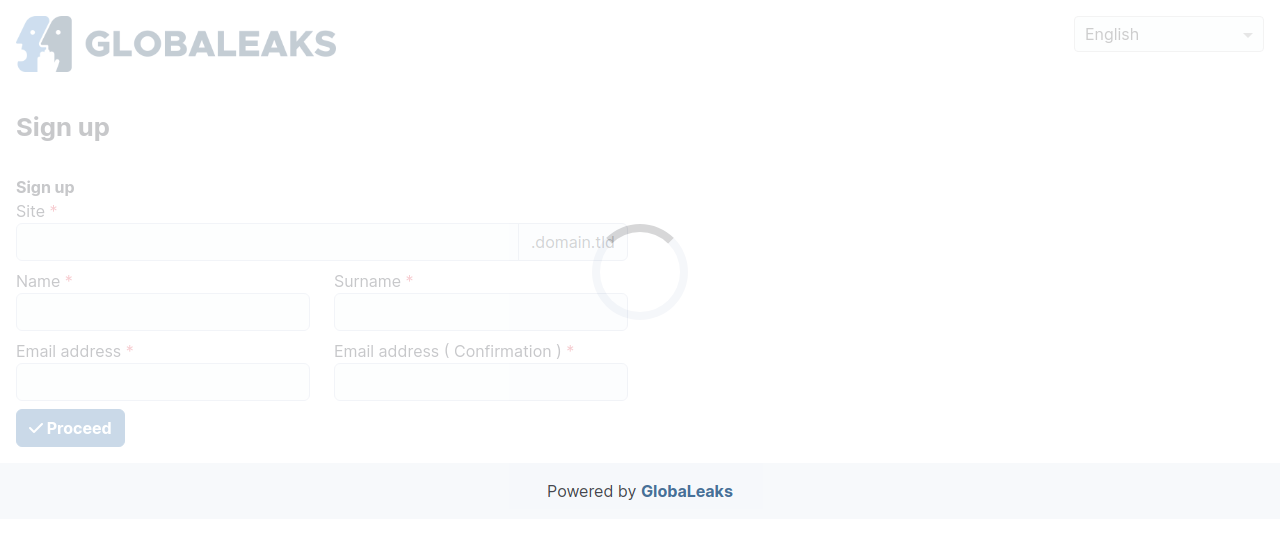 GLOBALEAKS
English
Sign up
Sign up
Site *
.domain.tld
Name *
Surname *
Email address *
Email address ( Confirmation ) *
Proceed
Powered by GlobaLeaks